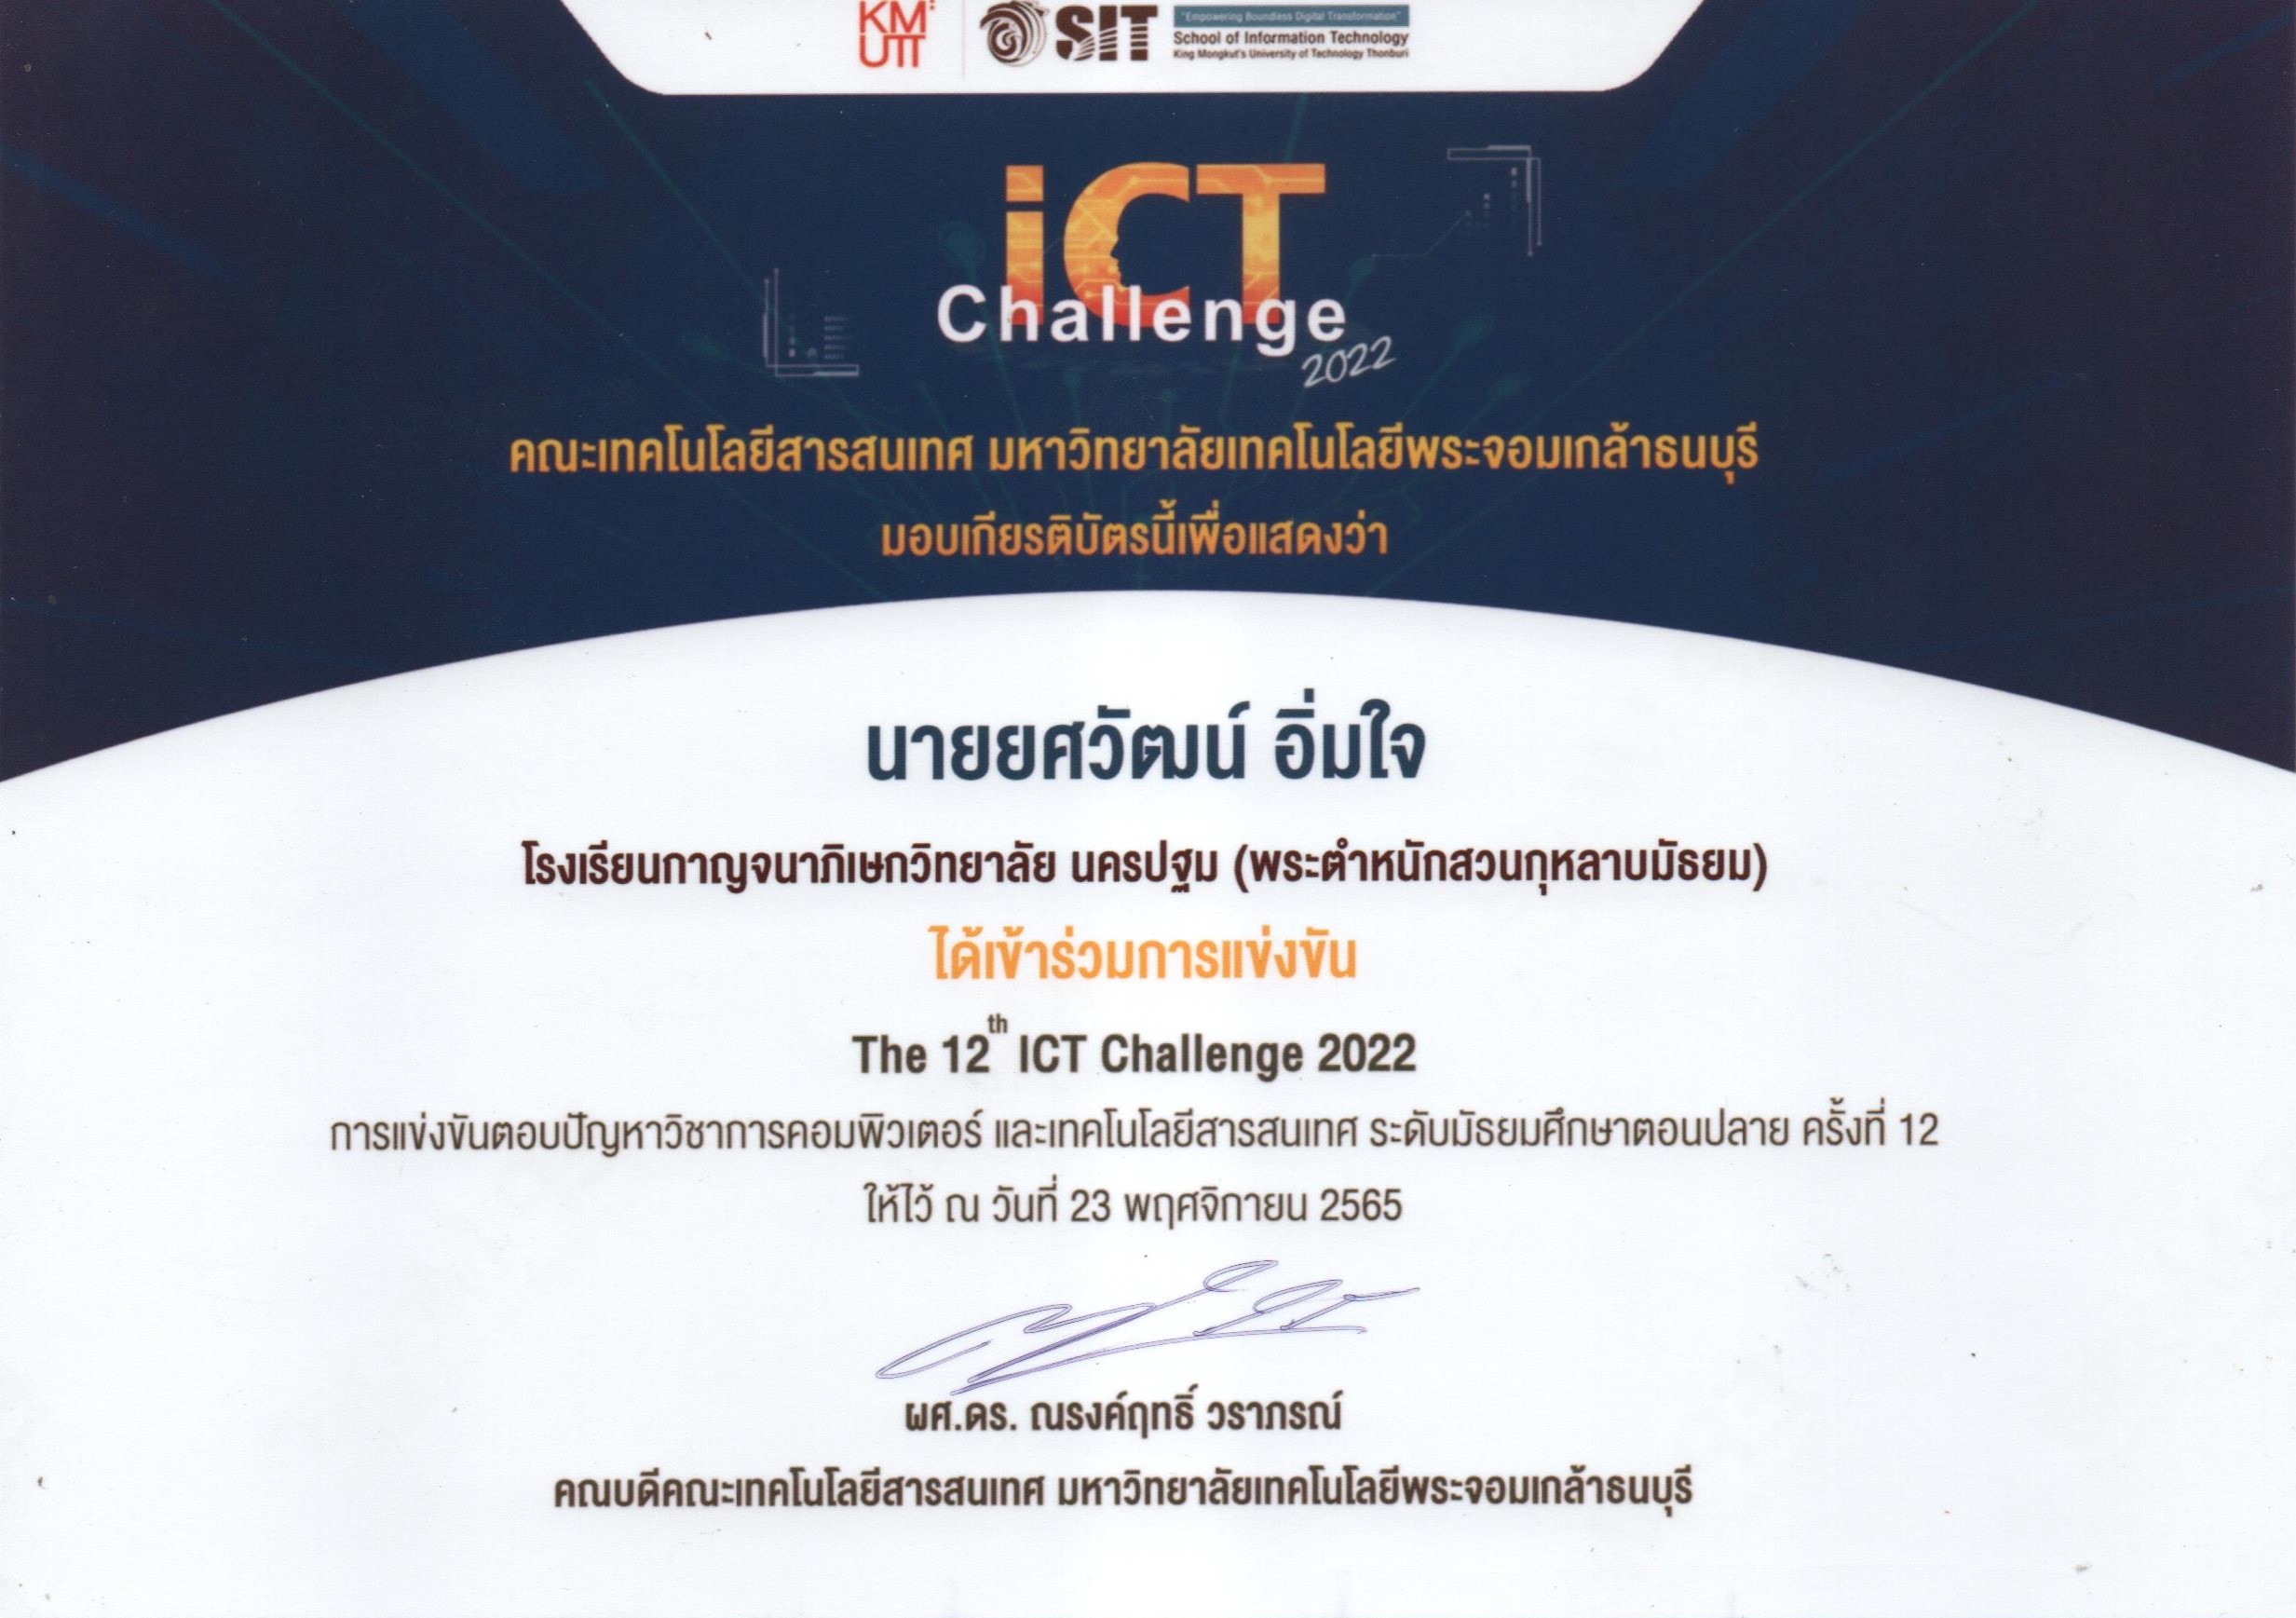 KMUTT
SIT
"Empowering Boundless Digital Transformation"
School of Information Technology
King Mongkut's University of Technology Thonburi
iCT
Challenge
2022
คณะเทคโนโลยีสารสนเทศ มหาวิทยาลัยเทคโนโลยีพระจอมเกล้าธนบุรี
มอบเกียรติบัตรนี้เพื่อแสดงว่า
นายยศวัฒน์ อิ่มใจ
โรงเรียนกาญจนาภิเษกวิทยาลัย นครปฐม (พระตำหนักสวนกุหลาบมัธยม)
ได้เข้าร่วมการแข่งขัน
The 12th ICT Challenge 2022
การแข่งขันตอบปัญหาวิชาการคอมพิวเตอร์ และเทคโนโลยีสารสนเทศ ระดับมัธยมศึกษาตอนปลาย ครั้งที่ 12
ให้ไว้ ณ วันที่ 23 พฤศจิกายน 2565
ผศ.ดร. ณรงค์ฤทธิ์ วราภรณ์
คณบดีคณะเทคโนโลยีสารสนเทศ มหาวิทยาลัยเทคโนโลยีพระจอมเกล้าธนบุรี